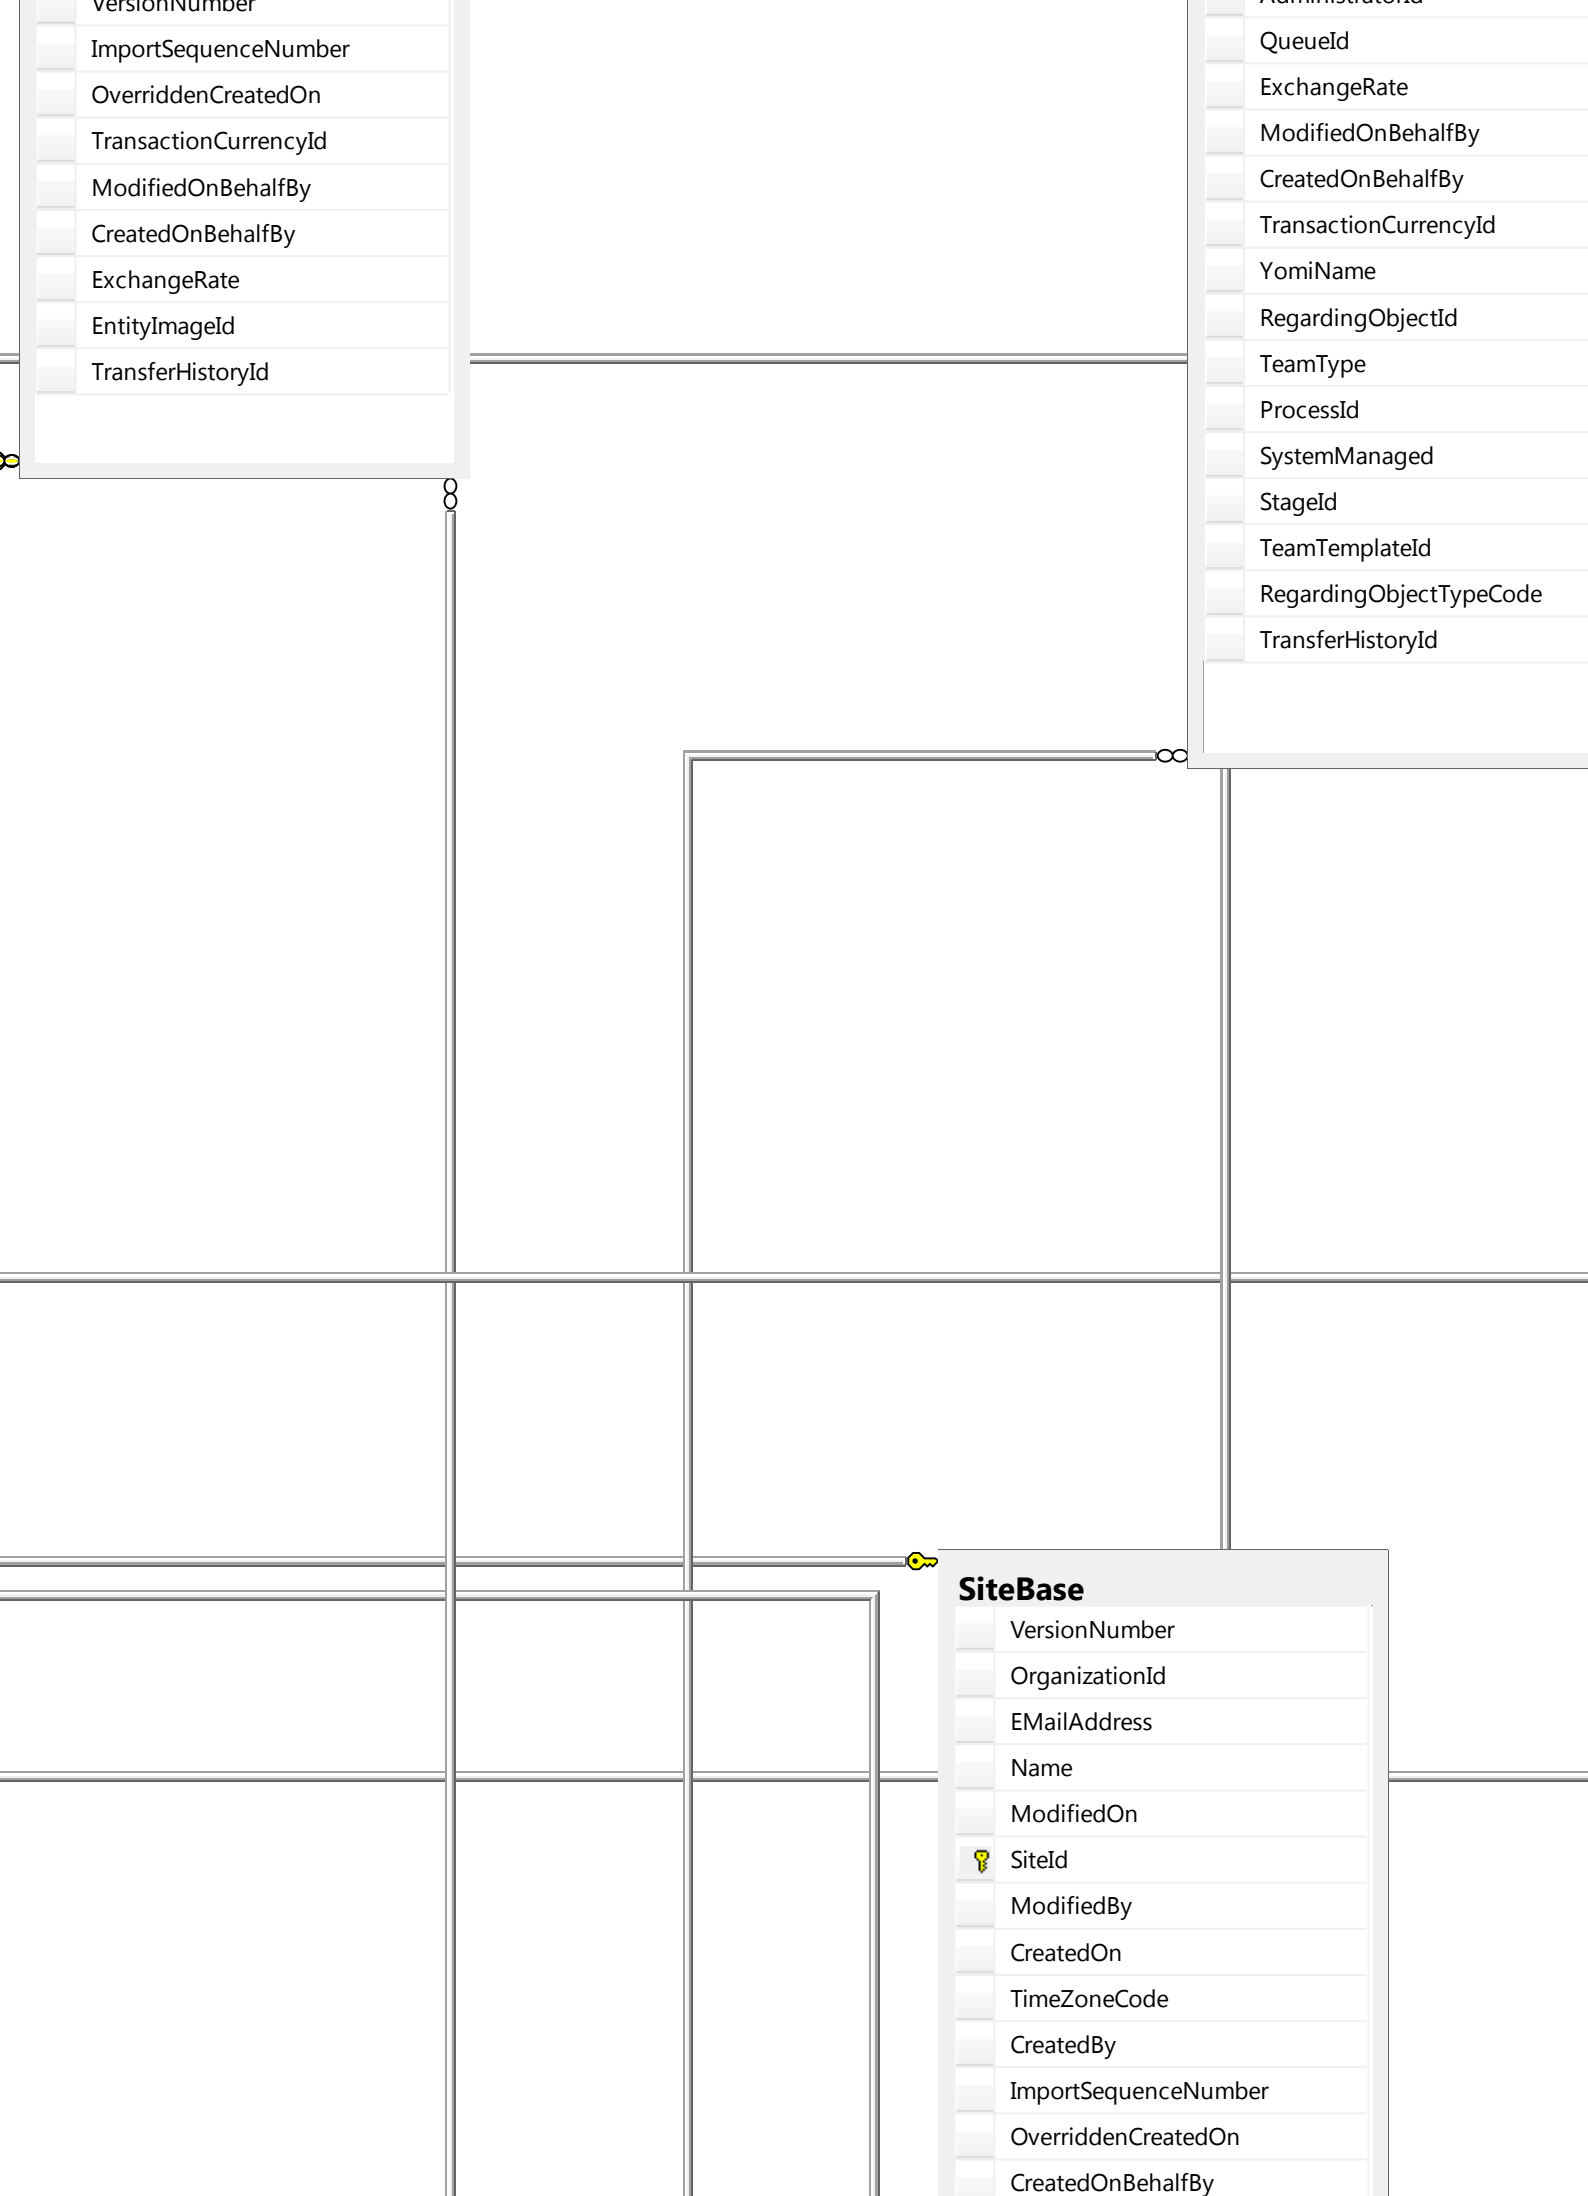 VersionNumber
ImportSequenceNumber
OverriddenCreatedOn
TransactionCurrencyId
ModifiedOnBehalfBy
CreatedOnBehalfBy
ExchangeRate
EntityImageId
TransferHistoryId
AdministratorId
QueueId
ExchangeRate
ModifiedOnBehalfBy
CreatedOnBehalfBy
TransactionCurrencyId
YomiName
RegardingObjectId
TeamType
ProcessId
SystemManaged
StageId
TeamTemplateId
RegardingObjectTypeCode
TransferHistoryId
SiteBase
VersionNumber
OrganizationId
EMailAddress
Name
ModifiedOn
SiteId
ModifiedBy
CreatedOn
TimeZoneCode
CreatedBy
ImportSequenceNumber
OverriddenCreatedOn
CreatedOnBehalfBy